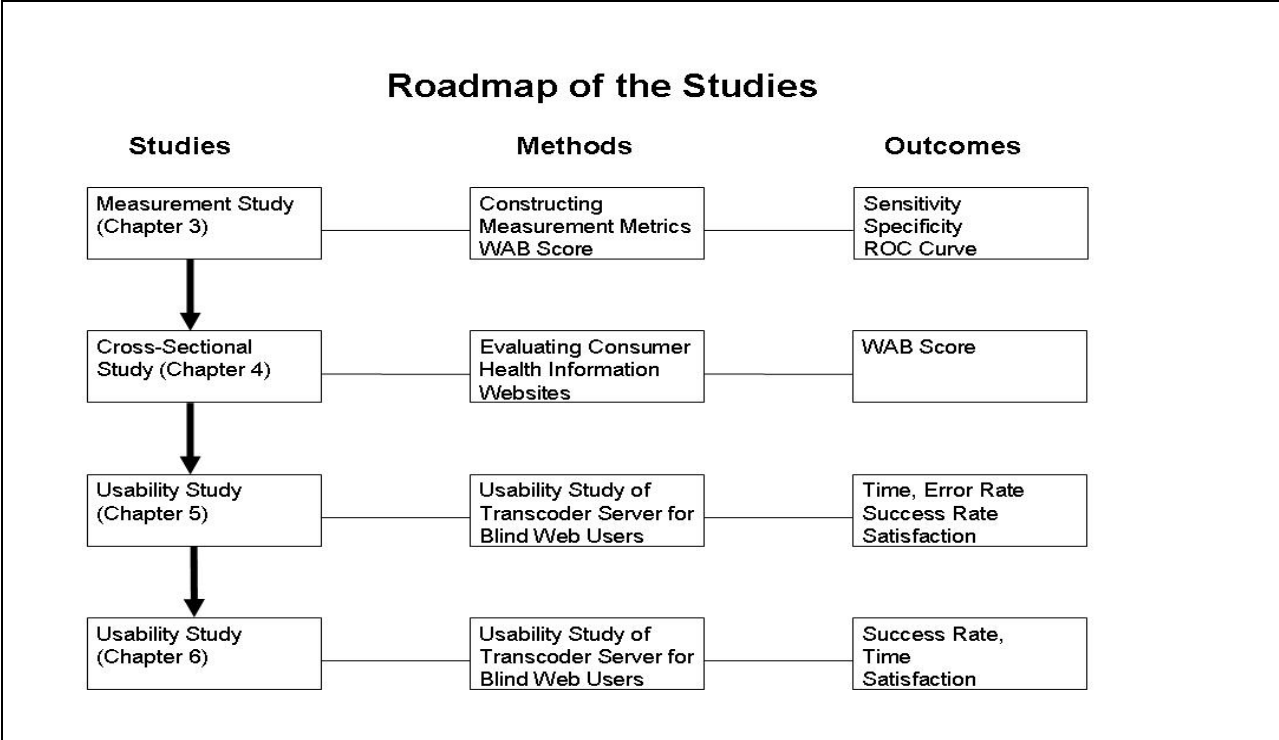 Roadmap of the Studies
Studies
Methods
Outcomes
Measurement Study
(Chapter 3)
Constructing
Measurement Metrics
WAB Score
Sensitivity
Specificity
ROC Curve
Cross-Sectional
Study (Chapter 4)
Evaluating Consumer
Health Information
Websites
WAB Score
Usability Study
(Chapter 5)
Usability Study of
Transcoder Server for
Blind Web Users
Time, Error Rate
Success Rate
Satisfaction
Usability Study
(Chapter 6)
Usability Study of
Transcoder Server for
Blind Web Users
Success Rate,
Time
Satisfaction